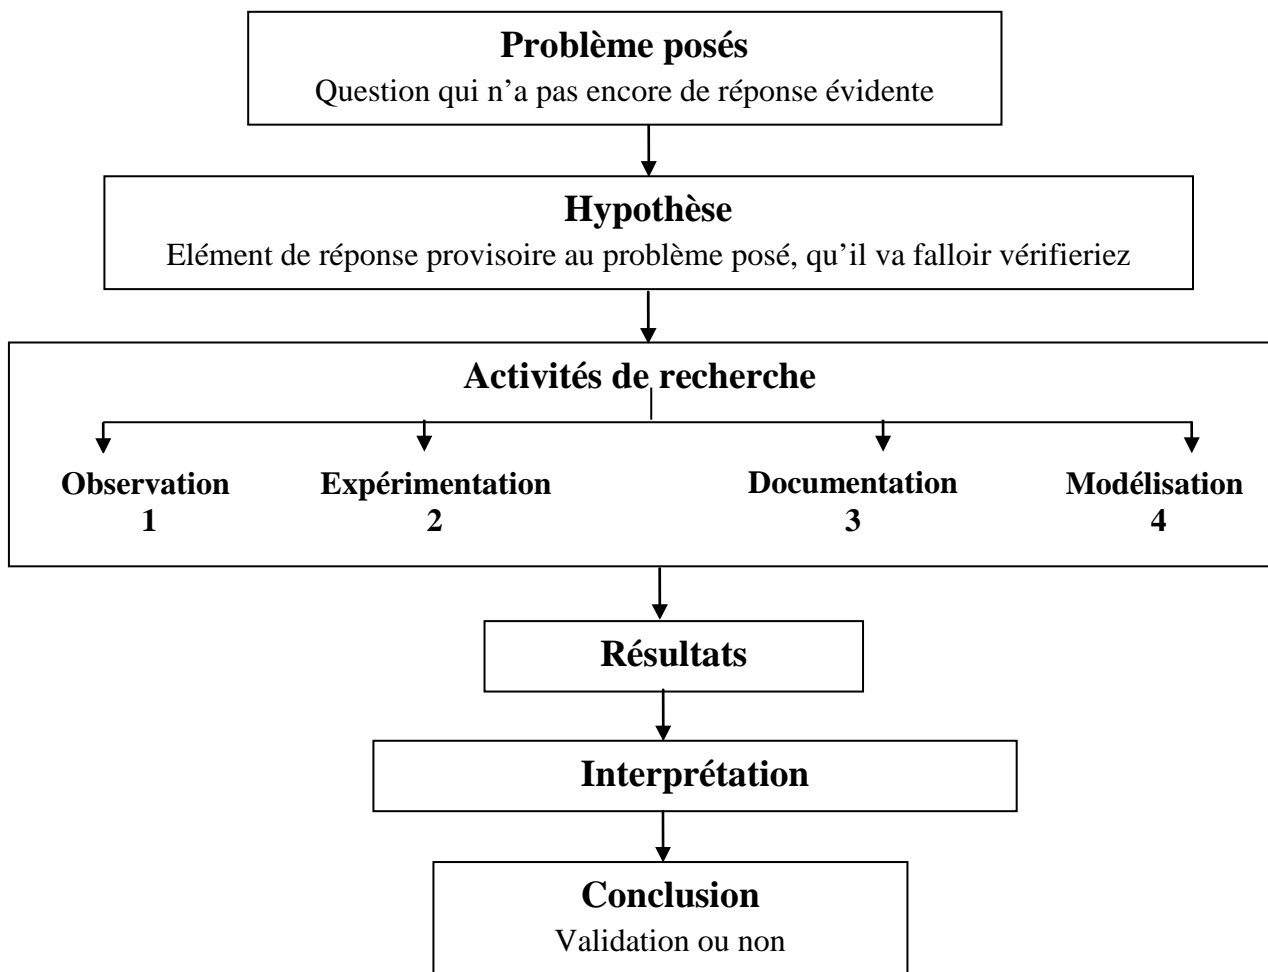 Problème posés
Question qui n’a pas encore de réponse évidente
Hypothèse
Elément de réponse provisoire au problème posé, qu’il va falloir vérifieriez
Activités de recherche
Observation Expérimentation Documentation Modélisation
1 2 3 4
Résultats
Interprétation
Conclusion
Validation ou non